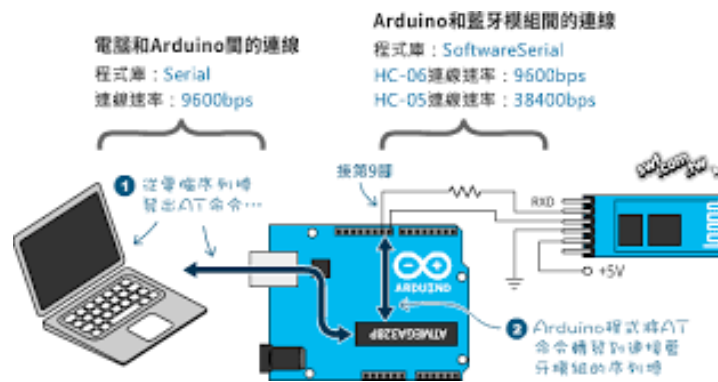 電腦和Arduino間的連線
程式庫：Serial
連線速率：9600bps
Arduino和藍牙模組間的連線
程式庫：SoftwareSerial
HC-06連線速率：9600bps
HC-05連線速率：38400bps
swf.com.tw
1 從電腦序列埠
發出AT命令…
接第9腳
RXD
+5V
ARDUINO
ATMEGA328P
2 Arduino程式將AT
命令轉發到連接藍
牙模組的序列埠